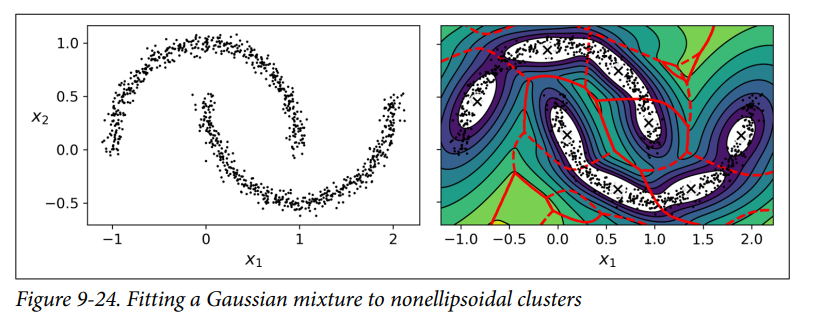 1.0
0.5
0.0
−0.5
x2
−1 0 1 2
x1
−1.0 −0.5 0.0 0.5 1.0 1.5 2.0
x1
Figure 9-24. Fitting a Gaussian mixture to nonellipsoidal clusters